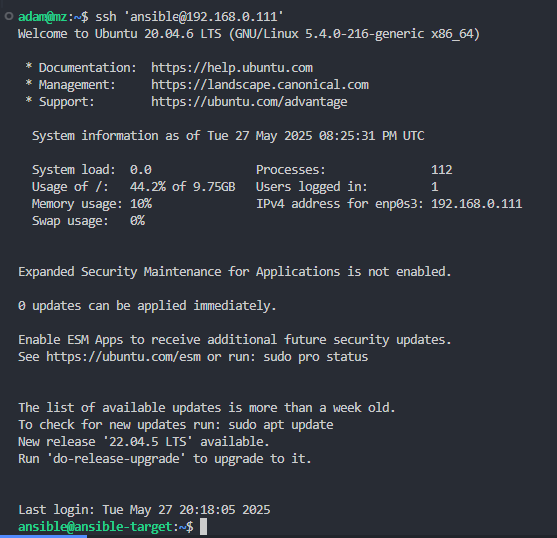 adam@mz:~$ ssh 'ansible@192.168.0.111'
Welcome to Ubuntu 20.04.6 LTS (GNU/Linux 5.4.0-216-generic x86_64)

 * Documentation:  https://help.ubuntu.com
 * Management:     https://landscape.canonical.com
 * Support:        https://ubuntu.com/advantage

  System information as of Tue 27 May 2025 08:25:31 PM UTC

  System load:  0.0               Processes:               112
  Usage of /:   44.2% of 9.75GB   Users logged in:         1
  Memory usage: 10%               IPv4 address for enp0s3: 192.168.0.111
  Swap usage:   0%


Expanded Security Maintenance for Applications is not enabled.

0 updates can be applied immediately.

Enable ESM Apps to receive additional future security updates.
See https://ubuntu.com/esm or run: sudo pro status


The list of available updates is more than a week old.
To check for new updates run: sudo apt update
New release '22.04.5 LTS' available.
Run 'do-release-upgrade' to upgrade to it.


Last login: Tue May 27 20:18:05 2025
ansible@ansible-target:~$